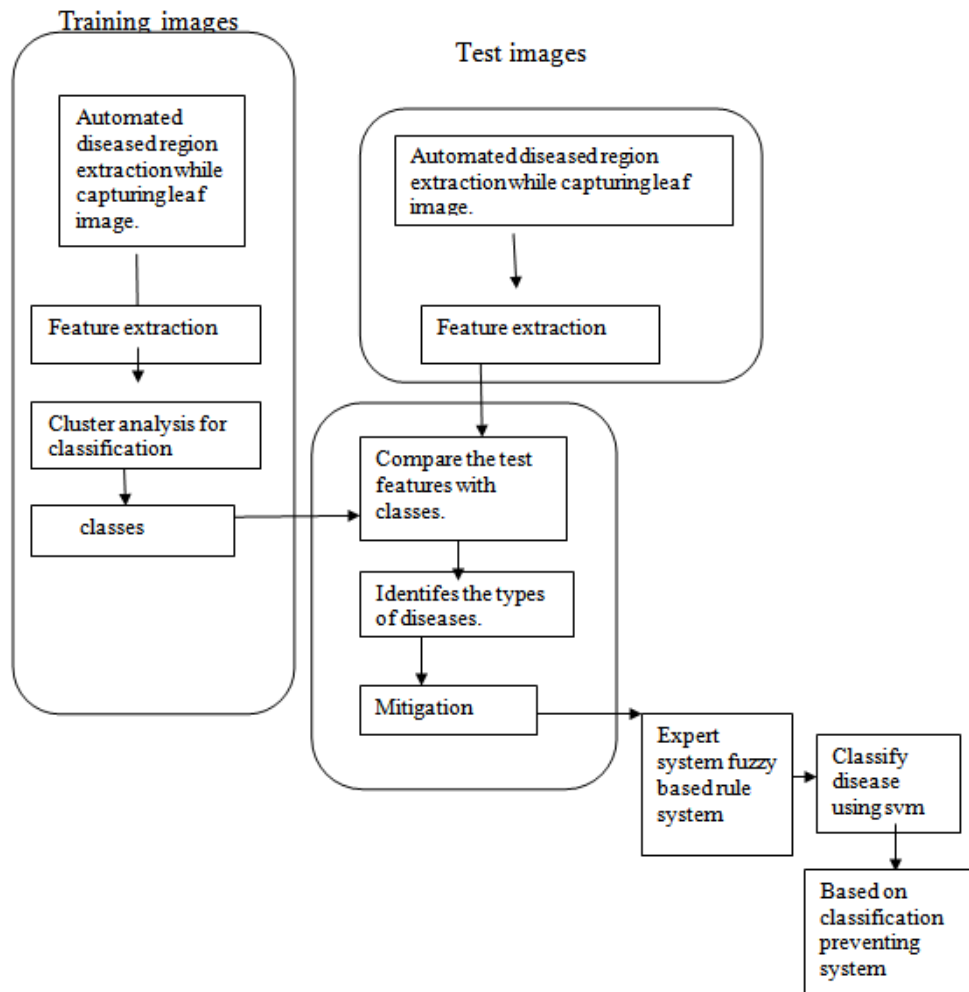 Training images
Automated
diseased region
extraction while
capturing leaf
image.
Feature extraction
Cluster analysis for
classification
classes
Test images
Automated diseased region
extraction while capturing leaf
image.
Feature extraction
Compare the test
features with
classes.
Identifes the types
of diseases.
Mitigation
Expert
system fuzzy
based rule
system
Classify
disease
using svm
Based on
classification
preventing
system